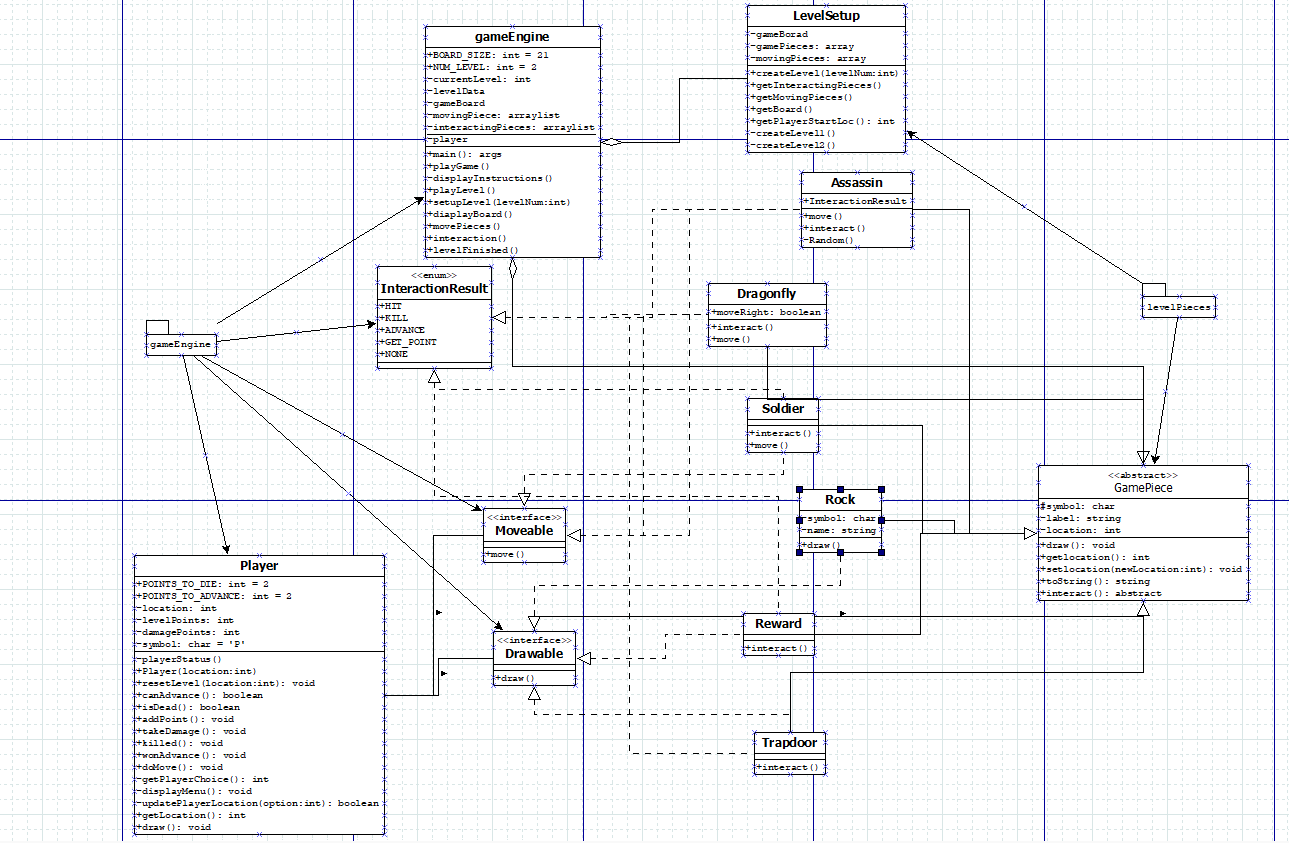 gameEngine
+BOARD_SIZE: int = 21
+NUM_LEVEL: int = 2
-currentLevel: int
-levelData
-gameBoard
-movingPiece: arraylist
-interactingPieces: arraylist
-player
+main(): args
+playGame()
-displayInstructions()
+playLevel()
+setupLevel(levelNum:int)
+diaplayBoard()
+movePieces()
+interaction()
+levelFinished()
LevelSetup
-gameBorad
-gamePieces: array
-movingPieces: array
+createLevel(levelNum:int)
+getInteractingPieces()
+getMovingPieces()
+getBoard()
+getPlayerStartLoc(): int
-createLevel1()
-createLevel2()
Assassin
+InteractionResult
+move()
+interact()
-Random()
<<enum>>
InteractionResult
+HIT
+KILL
+ADVANCE
+GET_POINT
+NONE
Dragonfly
+moveRight: boolean
+interact()
+move()
levelPieces
gameEngine
Soldier
+interact()
+move()
<<abstract>>
GamePiece
#symbol: char
-label: string
-location: int
+draw(): void
+getlocation(): int
+setlocation(newLocation:int): void
+toString(): string
+interact(): abstract
Rock
-symbol: char
-name: string
+draw()
<<interface>>
Moveable
+move()
Player
+POINTS_TO_DIE: int = 2
+POINTS_TO_ADVANCE: int = 2
-location: int
-levelPoints: int
-damagePoints: int
-symbol: char = 'P'
-playerStatus()
+Player(location:int)
+resetLevel(location:int): void
+canAdvance(): boolean
+isDead(): boolean
+addPoint(): void
+takeDamage(): void
+killed(): void
+wonAdvance(): void
+doMove(): void
-getPlayerChoice(): int
-displayMenu(): void
-updatePlayerLocation(option:int): boolean
+getLocation(): int
+draw(): void
<<interface>>
Drawable
+draw()
Reward
+interact()
Trapdoor
+interact()